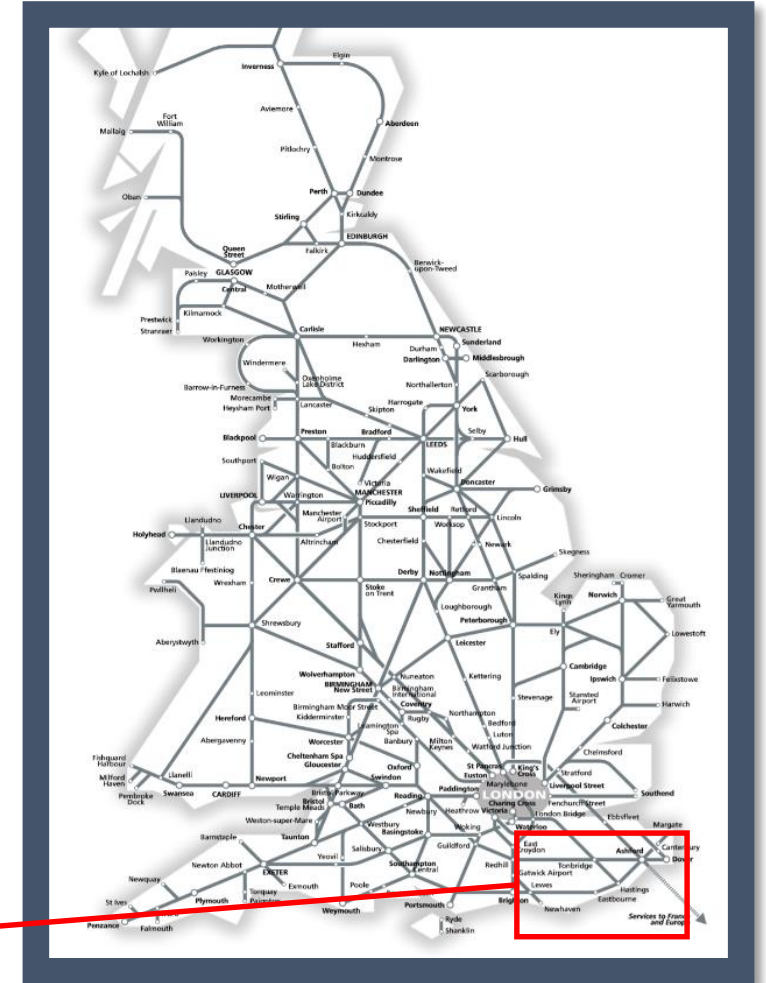 Kyle of Lochalsh
Inverness
Elgin
Aviemore
Fort
William
Mallaig
Aberdeen
Pitlochry
Montrose
Perth
Dundee
Oban
Stirling
Kirkcaldy
EDINBURGH
Queen
Street
Falkirk
Berwick-
upon-Tweed
Paisley
GLASGOW
Central
Motherwell
Kilmarnock
Prestwick
Stranraer
Carlisle
NEWCASTLE
Workington
Hexham
Durham
Sunderland
Darlington
Middlesbrough
Windermere
Scarborough
Oxenholme
Lake District
Northallerton
Barrow-in-Furness
Morecambe
Heysham Port
Lancaster
Harrogate
York
Skipton
Blackpool
Preston
Bradford
Selby
Hull
Blackburn
LEEDS
Huddersfield
Southport
Bolton
Wakefield
Wigan
Victoria
Doncaster
LIVERPOOL
Warrington
MANCHESTER
Piccadilly
Grimsby
Manchester
Airport
Sheffield
Retford
Llandudno
Chester
Stockport
Worksop
Lincoln
Holyhead
Llandudno
Junction
Altrincham
Chesterfield
Newark
Skegness
Blaenau Ffestiniog
Derby
Nottingham
Spalding
Sheringham
Cromer
Pwllheli
Wrexham
Crewe
Stoke
on Trent
Grantham
Kings
Lynn
Norwich
Great
Yarmouth
Loughborough
Peterborough
Shrewsbury
Ely
Lowestoft
Aberystwyth
Stafford
Leicester
Wolverhampton
Cambridge
BIRMINGHAM
New Street
Nuneaton
Kettering
Ipswich
Felixstowe
Birmingham
International
Leominster
Stevenage
Stansted
Airport
Harwich
Birmingham Moor Street
Coventry
Kidderminster
Rugby
Northampton
Hereford
Leamington
Spa
Bedford
Colchester
Worcester
Banbury
Milton
Keynes
Luton
Abergavenny
Watford Junction
Chelmsford
Cheltenham Spa
Gloucester
Oxford
St Pancras
King's
Cross
Fishguard
Harbour
Euston
Stratford
Milford
Haven
Llanelli
Newport
Swindon
Marylebone
Liverpool Street
Pembroke
Dock
Swansea
CARDIFF
Bristol Parkway
Reading
Paddington
LONDON
Southend
Bristol
Temple Meads
Bath
Newbury
Heathrow
Victoria
Charing Cross
Fenchurch Street
Weston-super-Mare
London Bridge
Ebbsfleet
Westbury
Basingstoke
Woking
Waterloo
Margate
Barnstaple
Taunton
Salisbury
Guildford
East
Croydon
Canterbury
Yeovil
Redhill
Tonbridge
Ashford
Dover
Newton Abbot
Southampton
Central
Gatwick Airport
EXETER
Newquay
Exmouth
Poole
Lewes
Hastings
St Ives
Plymouth
Torquay
Paignton
Weymouth
Portsmouth
Brighton
Eastbourne
Newhaven
Penzance
Falmouth
Ryde
Shanklin
Services to France
and Europe